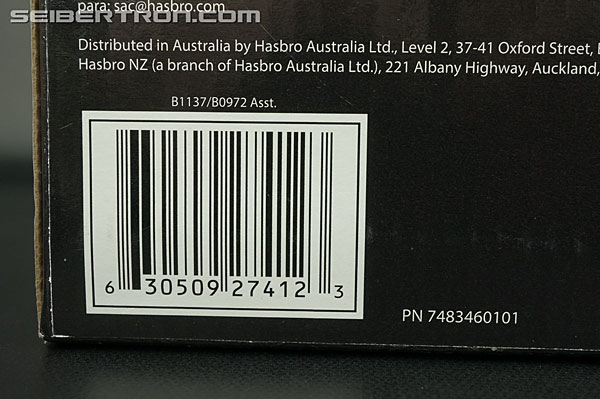 SEIBERTRON.COM
para: sac@hasbro.com
Distributed in Australia by Hasbro Australia Ltd., Level 2, 37-41 Oxford Street,
Hasbro NZ (a branch of Hasbro Australia Ltd.), 221 Albany Highway, Auckland,
B1137/B0972 Asst.
6 30509 27412 3
PN 7483460101